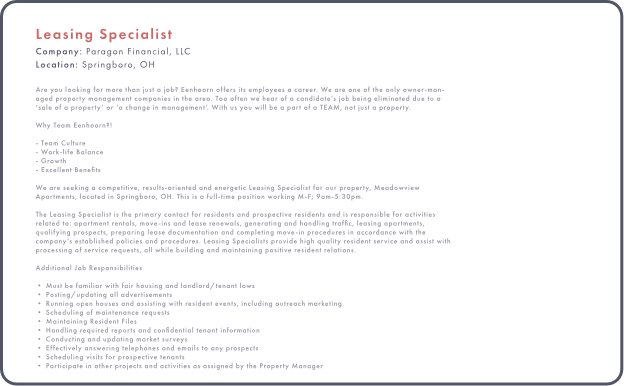 Leasing Specialist
Company: Paragon Financial, LLC
Location: Springboro, OH
Are you looking for more than just a job? Eenhoorn offers its employees a career. We are one of the only owner-man-
aged property management companies in the area. Too often we hear of a candidate's job being eliminated due to a
'sale of a property' or 'a change in management'. With us you will be a part of a TEAM, not just a property.
Why Team Eenhoorn?!
- Team Culture
- Work-life Balance
- Growth
- Excellent Benefits
We are seeking a competitive, results-oriented and energetic Leasing Specialist for our property, Meadowview
Apartments, located in Springboro, OH. This is a full-time position working M-F; 9am-5.30pm.
The Leasing Specialist is the primary contact for residents and prospective residents and is responsible for activities
related to: apartment rentals, move-ins and lease renewals, generating and handling traffic, leasing apartments,
qualifying prospects, preparing lease documentation and completing move-in procedures in accordance with the
company's established policies and procedures. Leasing Specialists provide high quality resident service and assist with
processing of service requests, all while building and maintaining positive resident relations.
Additional Job Responsibilities
• Must be familiar with fair housing and landlord/tenant laws
• Posting/updating all advertisements
• Running open houses and assisting with resident events, including outreach marketing
• Scheduling of maintenance requests
• Maintaining Resident Files
• Handling required reports and confidential tenant information
• Conducting and updating market surveys
• Effectively answering telephones and emails to any prospects
• Scheduling visits for prospective tenants
• Participate in other projects and activities as assigned by the Property Manager